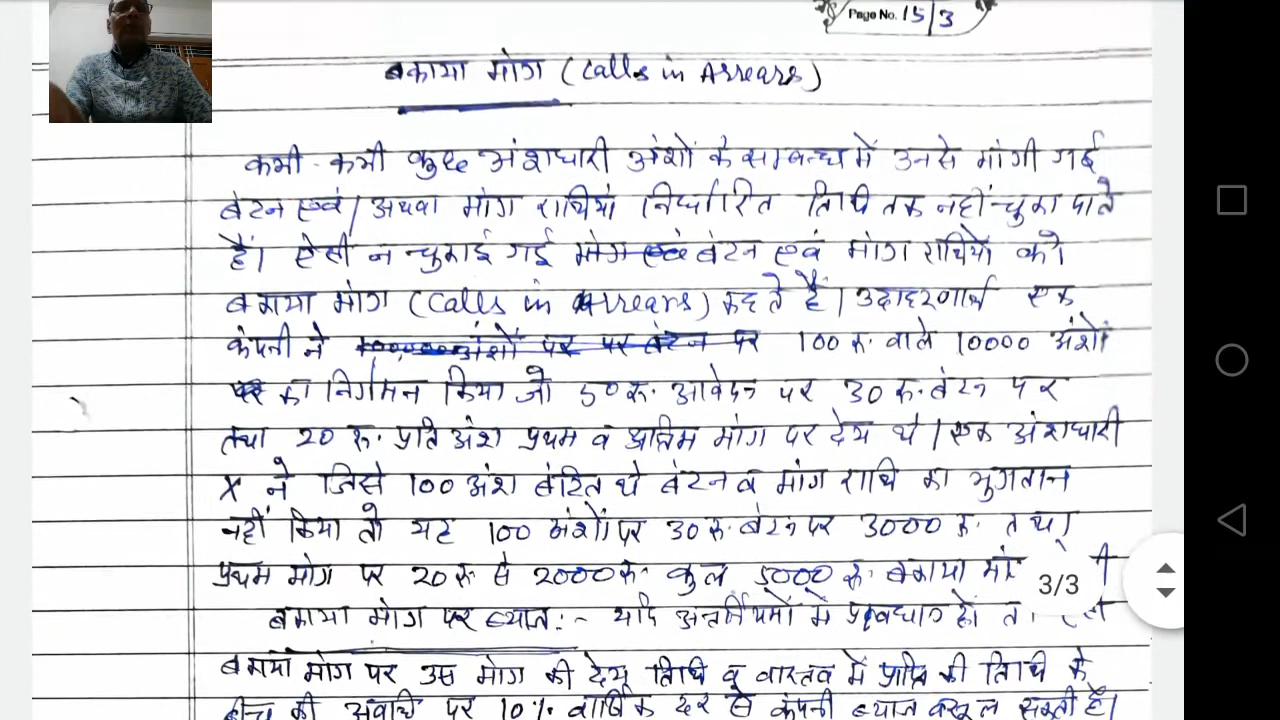 Page No. 15/3
बकाया मांग (Calls in Arrears)
कभी-कभी कुछ अंशधारी अंशों के सम्बन्ध में उनसे मांगी गई
बंटन एवं/अथवा मांग राशियां निर्धारित तिथि तक नहीं चुका पाते
हैं। ऐसी न चुकाई गई मांग एवं बंटन एवं मांग राशियों को
बकाया मांग (Calls in Arrears) कहते हैं। उदाहरणार्थ एक
कंपनी ने 100 रु. वाले 10000 अंशों
का निर्गमन किया जो 50 रु. आवेदन पर 30 रु. बंटन पर
तथा 20 रु. प्रति अंश प्रथम व अन्तिम मांग पर देय थे। एक अंशधारी
X ने जिसे 100 अंश बंटित थे बंटन व मांग राशि का भुगतान
नहीं किया तो यह 100 अंशों पर 30 रु. बंटन पर 3000 रु. तथा
प्रथम मांग पर 20 रु. से 2000 रु. कुल 5000 रु. बकाया
3/3
बकाया मांग पर ब्याज :- यदि अन्तर्नियमों में प्रावधान हो
बकाया मांग पर उस मांग की देय तिथि व वास्तव में प्राप्ति की तिथि के
बीच की अवधि पर 10% वार्षिक दर से कंपनी ब्याज वसूल सकती है।